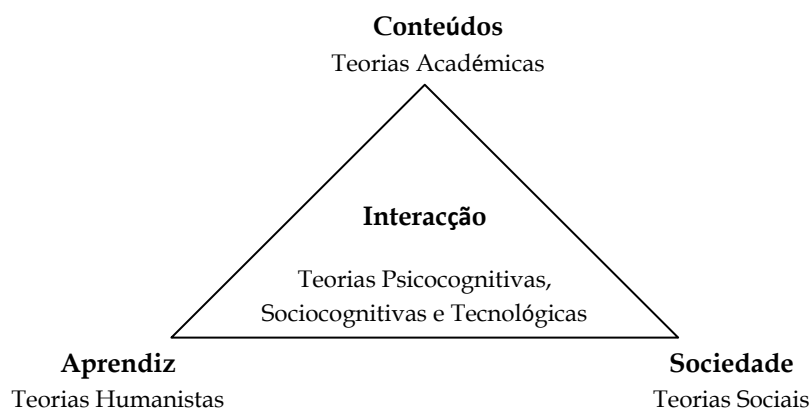 Conteúdos
Teorias Académicas
Interacção
Teorias Psicocognitivas,
Sociocognitivas e Tecnológicas
Aprendiz
Teorias Humanistas
Sociedade
Teorias Sociais